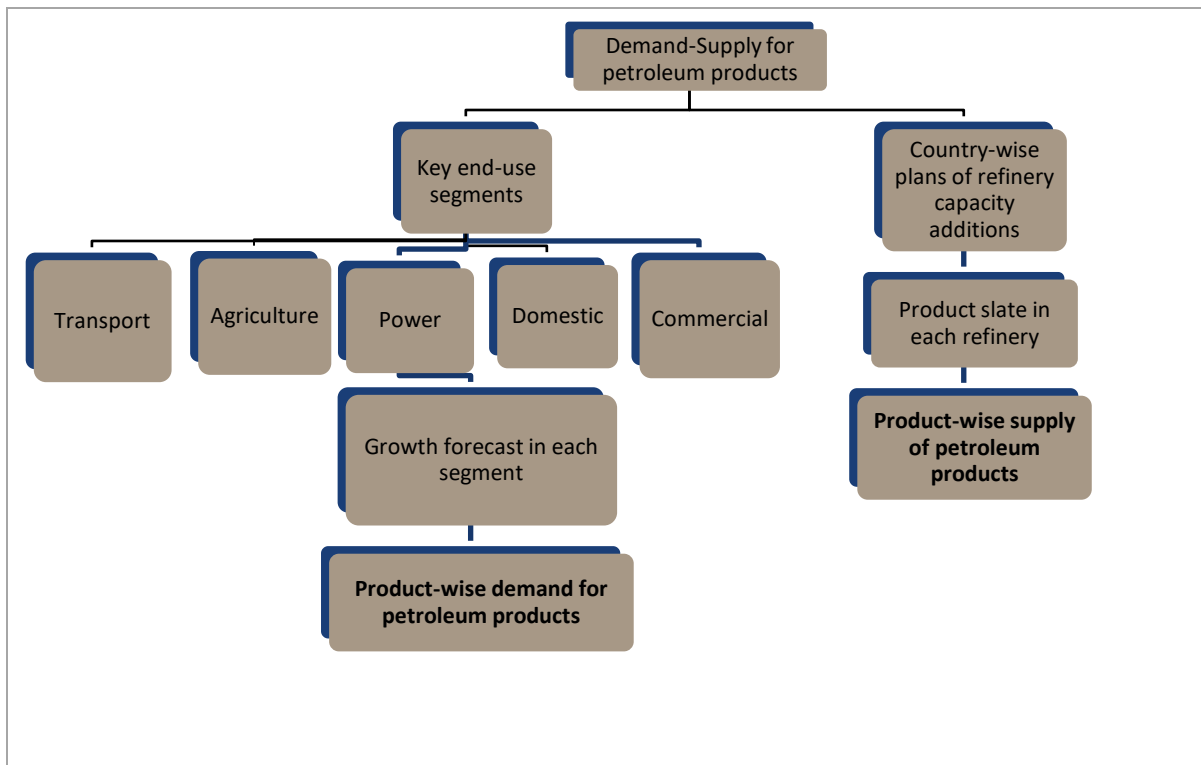 Demand-Supply for
petroleum products
Key end-use
segments
Country-wise
plans of refinery
capacity
additions
Transport
Agriculture
Power
Domestic
Commercial
Product slate in
each refinery
Growth forecast in each
segment
Product-wise supply
of petroleum
products
Product-wise demand for
petroleum products